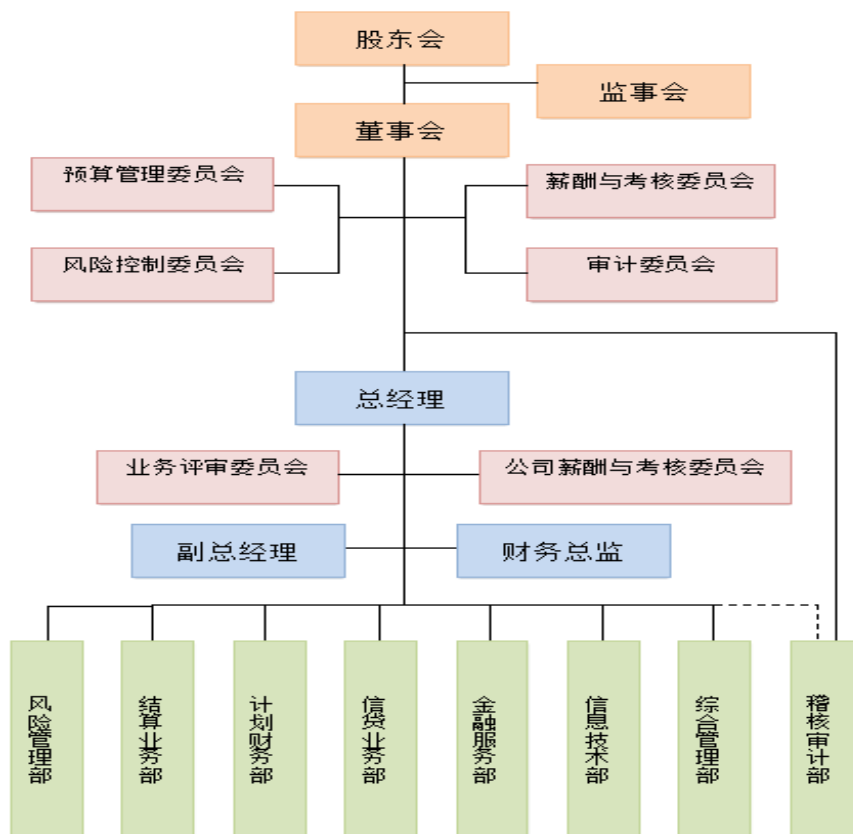 股东会
监事会
董事会
预算管理委员会
薪酬与考核委员会
风险控制委员会
审计委员会
总经理
业务评审委员会
公司薪酬与考核委员会
副总经理
财务总监
风险管理部
结算业务部
计划财务部
信贷业务部
金融服务部
信息技术部
综合管理部
稽核审计部